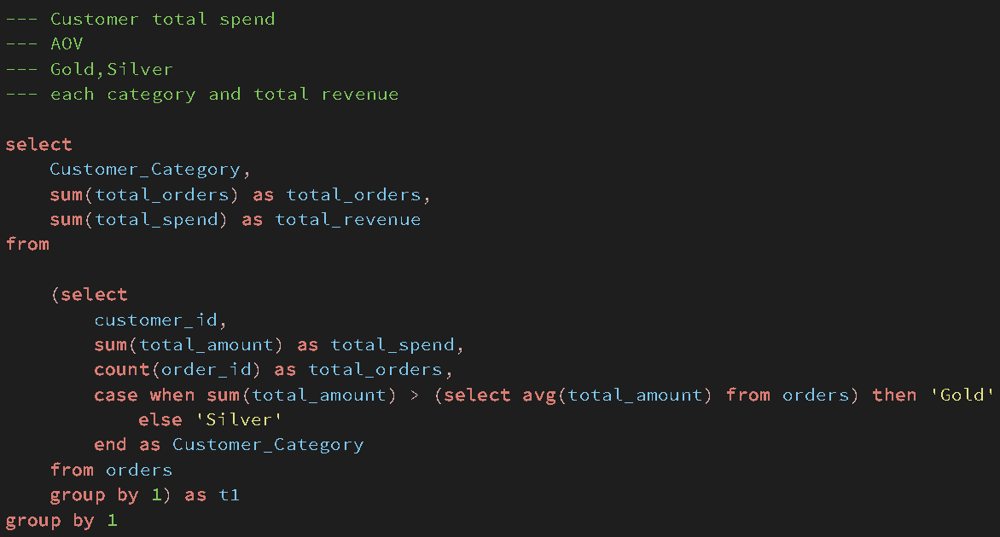 --- Customer total spend
--- AOV
--- Gold,Silver
--- each category and total revenue
select
Customer_Category,
sum(total_orders) as total_orders,
sum(total_spend) as total_revenue
from
(select
customer_id,
sum(total_amount) as total_spend,
count(order_id) as total_orders,
case when sum(total_amount) > (select avg(total_amount) from orders) then 'Gold'
else 'Silver'
end as Customer_Category
from orders
group by 1) as t1
group by 1